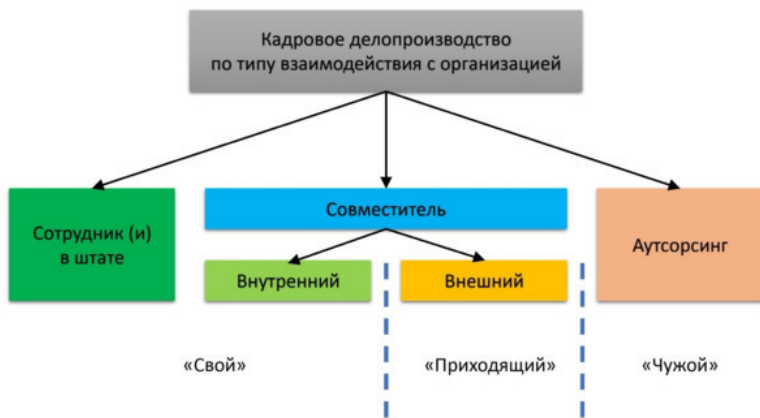 Кадровое делопроизводство
по типу взаимодействия с организацией
Сотрудник (и)
в штате
Совместитель
Аутсорсинг
Внутренний
Внешний
«Свой»
«Приходящий»
«Чужой»